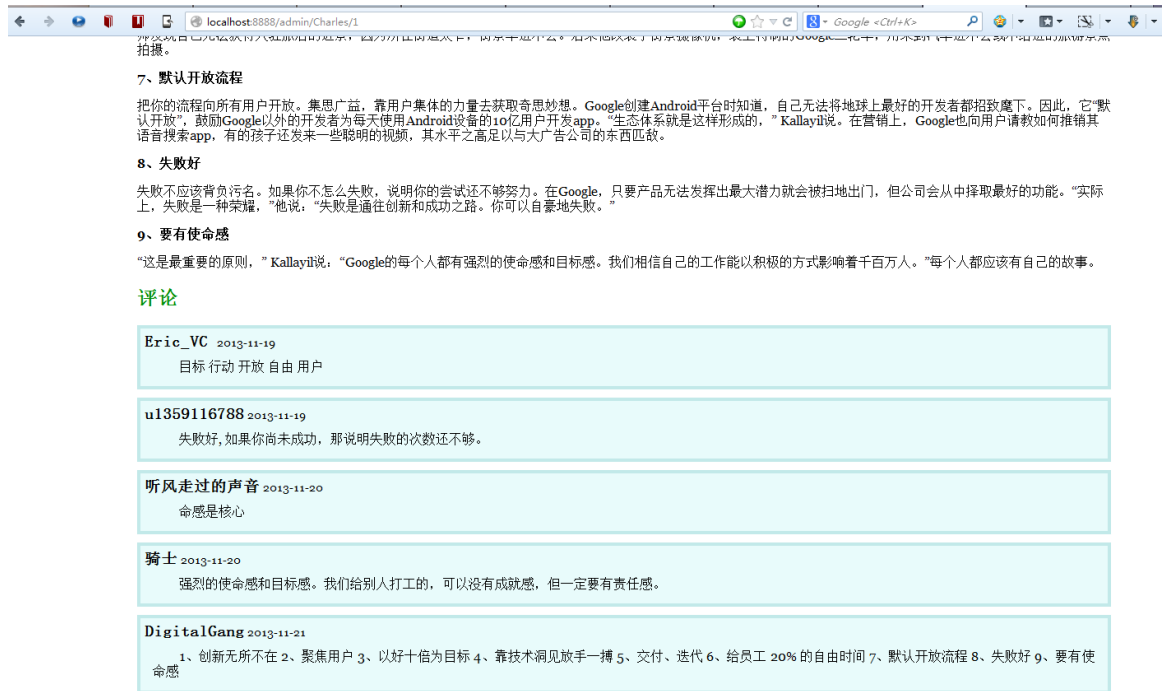 localhost:8888/admin/Charles/1
Google <Ctrl+K>
拍摄。
7、默认开放流程
把你的流程向所有用户开放。集思广益，靠用户集体的力量去获取奇思妙想。Google创建Android平台时知道，自己无法将地球上最好的开发者都招致麾下。因此，它“默
认开放”，鼓励Google以外的开发者为每天使用Android设备的10亿用户开发app。“生态体系就是这样形成的，” Kallayil说。在营销上，Google也向用户请教如何推销其
语音搜索app，有的孩子还发来一些聪明的视频，其水平之高足以与大广告公司的东西匹敌。
8、失败好
失败不应该背负污名。如果你不怎么失败，说明你的尝试还不够努力。在Google，只要产品无法发挥出最大潜力就会被扫地出门，但公司会从中择取最好的功能。“实际
上，失败是一种荣耀，”他说：“失败是通往创新和成功之路。你可以自豪地失败。”
9、要有使命感
“这是最重要的原则，” Kallayil说：“Google的每个人都有强烈的使命感和目标感。我们相信自己的工作能以积极的方式影响着千百万人。”每个人都应该有自己的故事。
评论
Eric_VC 2013-11-19
目标 行动 开放 自由 用户
u1359116788 2013-11-19
失败好,如果你尚未成功，那说明失败的次数还不够。
听风走过的声音 2013-11-20
命感是核心
骑士 2013-11-20
强烈的使命感和目标感。我们给别人打工的，可以没有成就感，但一定要有责任感。
DigitalGang 2013-11-21
1、创新无所不在 2、聚焦用户 3、以好十倍为目标 4、靠技术洞见放手一搏 5、交付、迭代 6、给员工 20% 的自由时间 7、默认开放流程 8、失败好 9、要有使
命感